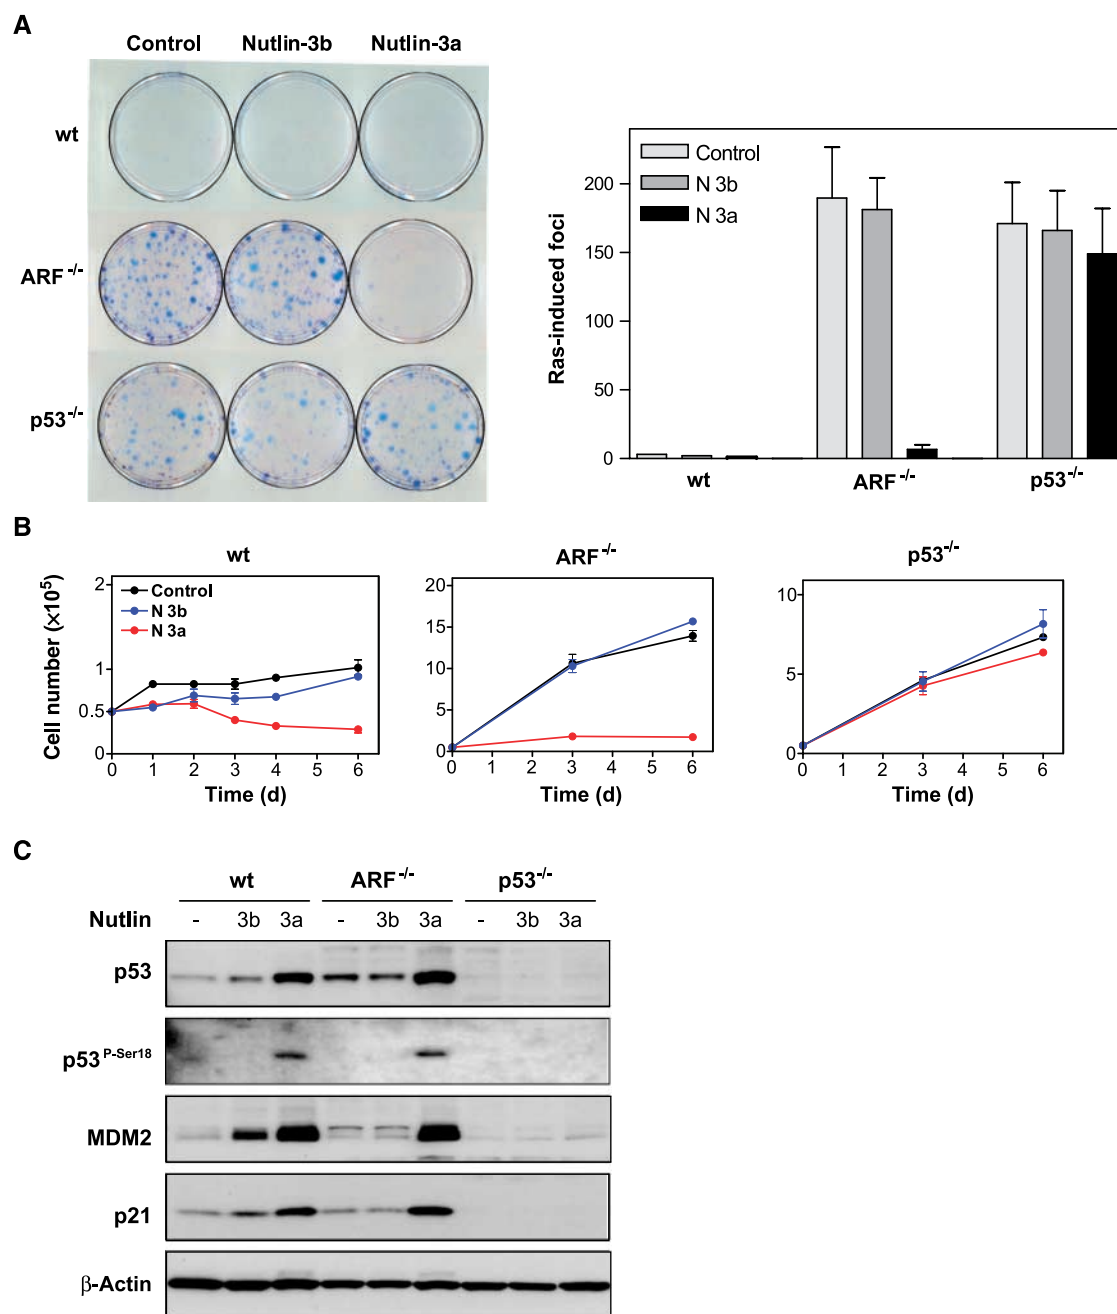 A
Control Nutlin-3b Nutlin-3a
wt
ARF-/-
p53-/-
Control
N 3b
N 3a
Ras-induced foci
200
150
100
50
0
wt ARF-/- p53-/-
B
wt ARF-/- p53-/-
Cell number (×10⁵)
2
1
0.5
0
Control
N 3b
N 3a
0 1 2 3 4 5 6
Time (d)
20
15
10
5
0
0 1 2 3 4 5 6
Time (d)
10
5
0
0 1 2 3 4 5 6
Time (d)
C
wt ARF-/- p53-/-
Nutlin - 3b 3a - 3b 3a - 3b 3a
p53
p53 P-Ser18
MDM2
p21
β-Actin